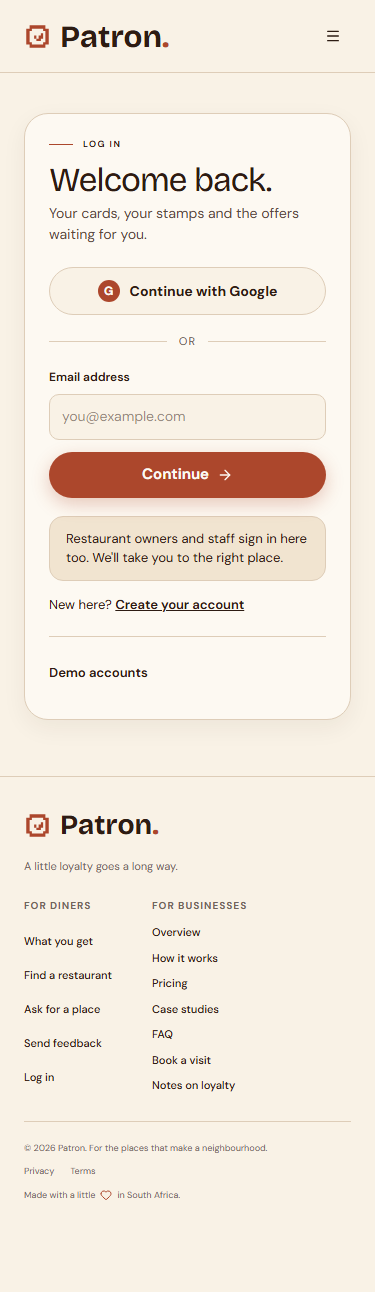 Patron.
LOG IN
Welcome back.
Your cards, your stamps and the offers
waiting for you.
G Continue with Google
OR
Email address
you@example.com
Continue →
Restaurant owners and staff sign in here
too. We'll take you to the right place.
New here? Create your account
Demo accounts
Patron.
A little loyalty goes a long way.
FOR DINERS
What you get
Find a restaurant
Ask for a place
Send feedback
Log in
FOR BUSINESSES
Overview
How it works
Pricing
Case studies
FAQ
Book a visit
Notes on loyalty
© 2026 Patron. For the places that make a neighbourhood.
Privacy Terms
Made with a little ♡ in South Africa.